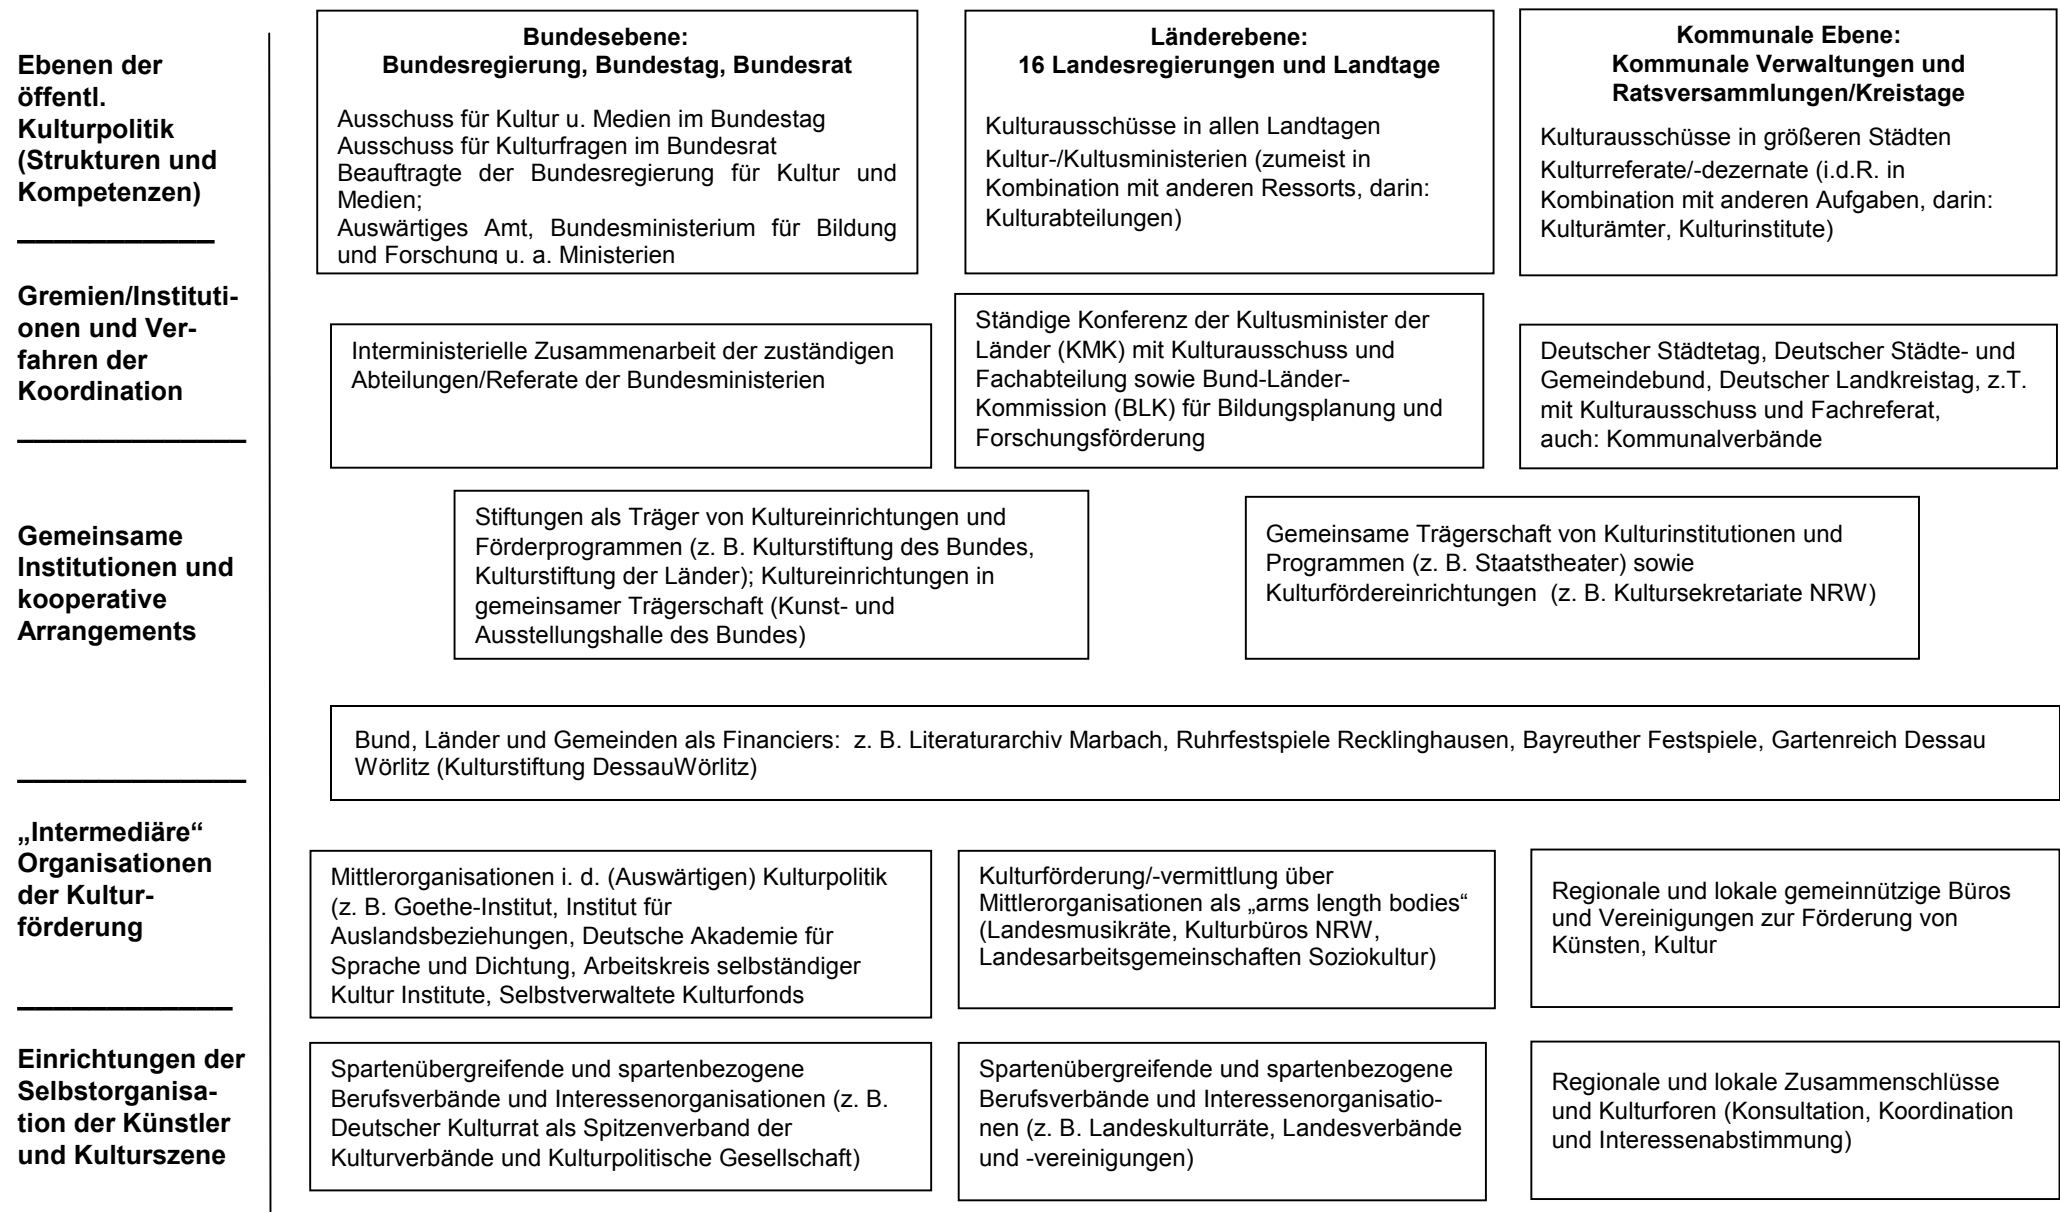 Ebenen der
öffentl.
Kulturpolitik
(Strukturen und
Kompetenzen)
Bundesebene:
Bundesregierung, Bundestag, Bundesrat
Ausschuss für Kultur u. Medien im Bundestag
Ausschuss für Kulturfragen im Bundesrat
Beauftragte der Bundesregierung für Kultur und
Medien;
Auswärtiges Amt, Bundesministerium für Bildung
und Forschung u. a. Ministerien
Länderebene:
16 Landesregierungen und Landtage
Kulturausschüsse in allen Landtagen
Kultur-/Kultusministerien (zumeist in
Kombination mit anderen Ressorts, darin:
Kulturabteilungen)
Kommunale Ebene:
Kommunale Verwaltungen und
Ratsversammlungen/Kreistage
Kulturausschüsse in größeren Städten
Kulturreferate/-dezernate (i.d.R. in
Kombination mit anderen Aufgaben, darin:
Kulturämter, Kulturinstitute)
Gremien/Instituti-
onen und Ver-
fahren der
Koordination
Interministerielle Zusammenarbeit der zuständigen
Abteilungen/Referate der Bundesministerien
Ständige Konferenz der Kultusminister der
Länder (KMK) mit Kulturausschuss und
Fachabteilung sowie Bund-Länder-
Kommission (BLK) für Bildungsplanung und
Forschungsförderung
Deutscher Städtetag, Deutscher Städte- und
Gemeindebund, Deutscher Landkreistag, z.T.
mit Kulturausschuss und Fachreferat,
auch: Kommunalverbände
Gemeinsame
Institutionen und
kooperative
Arrangements
Stiftungen als Träger von Kultureinrichtungen und
Förderprogrammen (z. B. Kulturstiftung des Bundes,
Kulturstiftung der Länder); Kultureinrichtungen in
gemeinsamer Trägerschaft (Kunst- und
Ausstellungshalle des Bundes)
Gemeinsame Trägerschaft von Kulturinstitutionen und
Programmen (z. B. Staatstheater) sowie
Kulturfördereinrichtungen (z. B. Kultursekretariate NRW)
Bund, Länder und Gemeinden als Financiers: z. B. Literaturarchiv Marbach, Ruhrfestspiele Recklinghausen, Bayreuther Festspiele, Gartenreich Dessau
Wörlitz (Kulturstiftung DessauWörlitz)
„Intermediäre“
Organisationen
der Kultur-
förderung
Mittlerorganisationen i. d. (Auswärtigen) Kulturpolitik
(z. B. Goethe-Institut, Institut für
Auslandsbeziehungen, Deutsche Akademie für
Sprache und Dichtung, Arbeitskreis selbständiger
Kultur Institute, Selbstverwaltete Kulturfonds
Kulturförderung/-vermittlung über
Mittlerorganisationen als „arms length bodies“
(Landesmusikräte, Kulturbüros NRW,
Landesarbeitsgemeinschaften Soziokultur)
Regionale und lokale gemeinnützige Büros
und Vereinigungen zur Förderung von
Künsten, Kultur
Einrichtungen der
Selbstorganisa-
tion der Künstler
und Kulturszene
Spartenübergreifende und spartenbezogene
Berufsverbände und Interessenorganisationen (z. B.
Deutscher Kulturrat als Spitzenverband der
Kulturverbände und Kulturpolitische Gesellschaft)
Spartenübergreifende und spartenbezogene
Berufsverbände und Interessenorganisatio-
nen (z. B. Landeskulturräte, Landesverbände
und -vereinigungen)
Regionale und lokale Zusammenschlüsse
und Kulturforen (Konsultation, Koordination
und Interessenabstimmung)